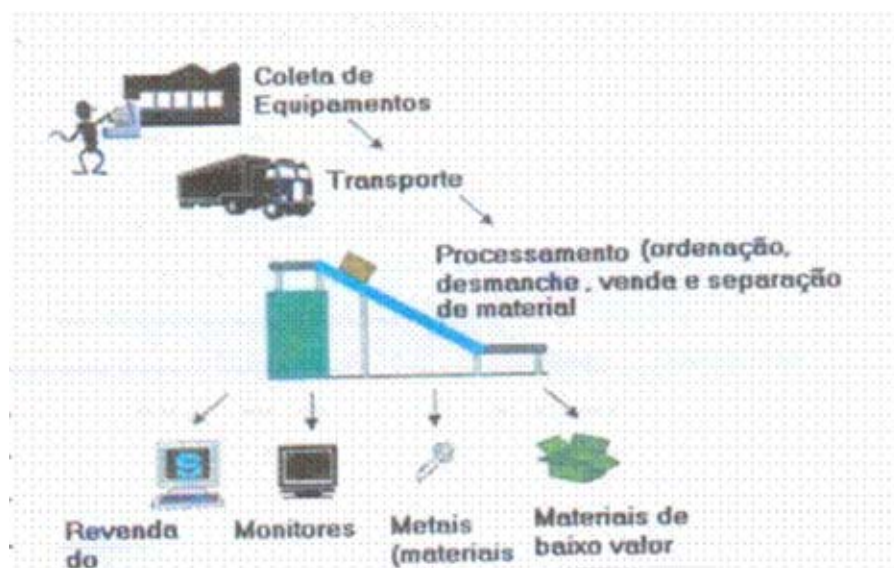 Coleta de
Equipamentos
Transporte
Processamento (ordenação,
desmanche, venda e separação
de material
Revenda
do
Monitores
Metais
(materiais
Materiais de
baixo valor